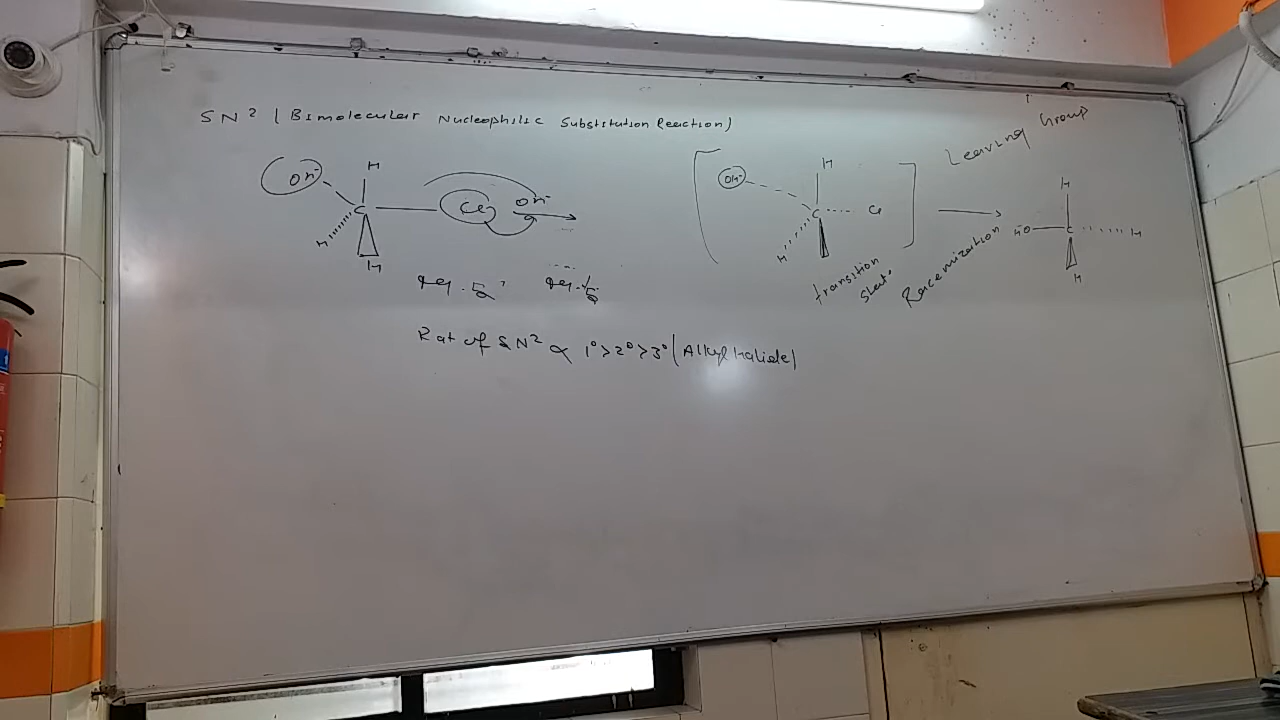 SN² (Bimolecular Nucleophilic Substitution Reaction)
Leaving Group
OH⁻ H C Cl OH⁻ H H
OH⁻ H C Cl H
H HO C H H
transition state
Racemization
Rat of SN² ∝ 1°>2°>3° (Alkyl halide)